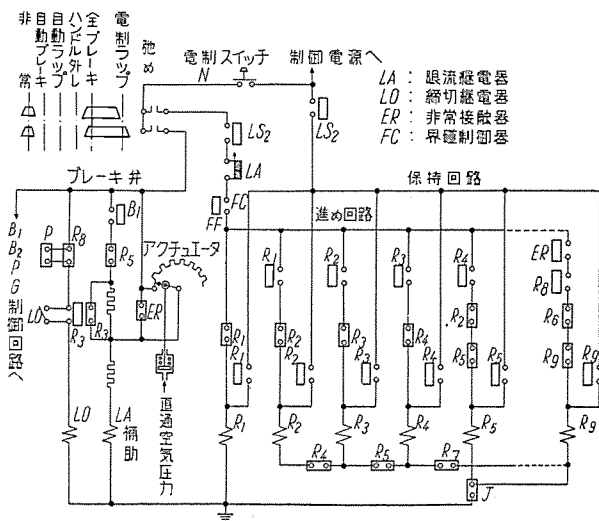 非常
自動ブレーキ
自動ラップ
ハンドル外レ
全ブレーキ
電制ラップ
弛め
電制スイッチ
N
制御電源へ
LA：限流継電器
LO：締切継電器
ER：非常接触器
FC：界磁制御器
LS2
LS2
LA
FC
FF
ブレーキ弁
保持回路
進め回路
アクチュエータ
B1
B2
P
G
制御回路へ
P
R8
B1
R5
LO
R3
R3
ER
直通空気圧力
LO
LA
補助
R1
R2
R3
R4
ER
R8
R1
R1
R2
R2
R3
R3
R4
R4
R2
R5
R5
R6
R9
R9
R1
R2
R3
R4
R5
R9
R4
R5
R7
J